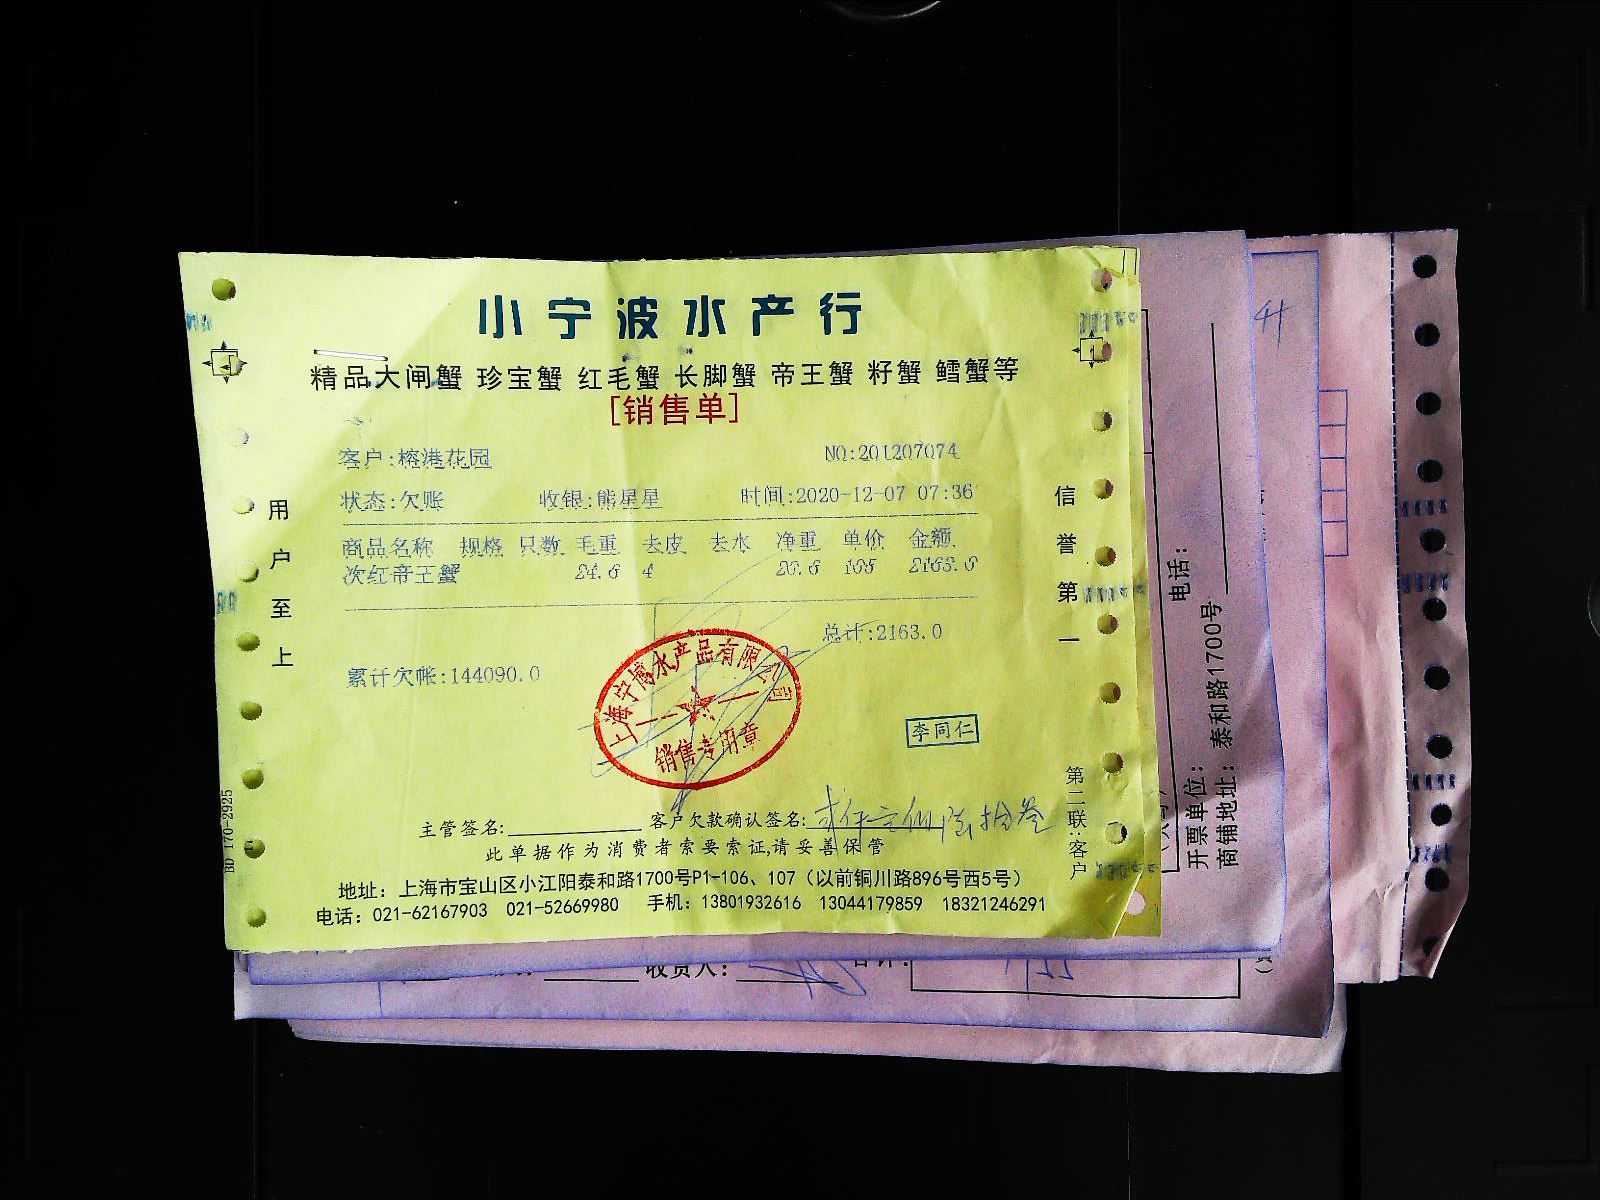 小宁波水产行
精品大闸蟹 珍宝蟹 红毛蟹 长脚蟹 帝王蟹 籽蟹 鳕蟹等
[销售单]
客户:榕港花园 NO:201207074
状态:欠账 收银:熊星星 时间:2020-12-07 07:36
商品名称 规格 只数 毛重 去皮 去水 净重 单价 金额
次红帝王蟹 24.6 4 20.6 105 2163.0
总计:2163.0
累计欠帐:144090.0
上海宁博水产品有限公司
销售专用章
李同仁
主管签名: 客户欠款确认签名:
此单据作为消费者索要索证,请妥善保管
地址：上海市宝山区小江阳泰和路1700号P1-106、107（以前铜川路896号西5号）
电话：021-62167903 021-52669980 手机：13801932616 13044179859 18321246291
用户至上
信誉第一
第二联:客户
BD 170-2925
电话：
开票单位：
商铺地址：泰和路1700号
收货人：